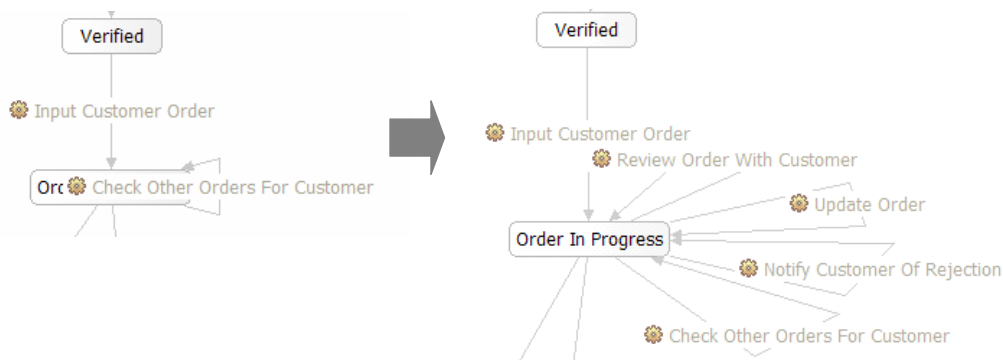 Verified
Input Customer Order
Check Other Orders For Customer
Verified
Input Customer Order
Review Order With Customer
Update Order
Order In Progress
Notify Customer Of Rejection
Check Other Orders For Customer